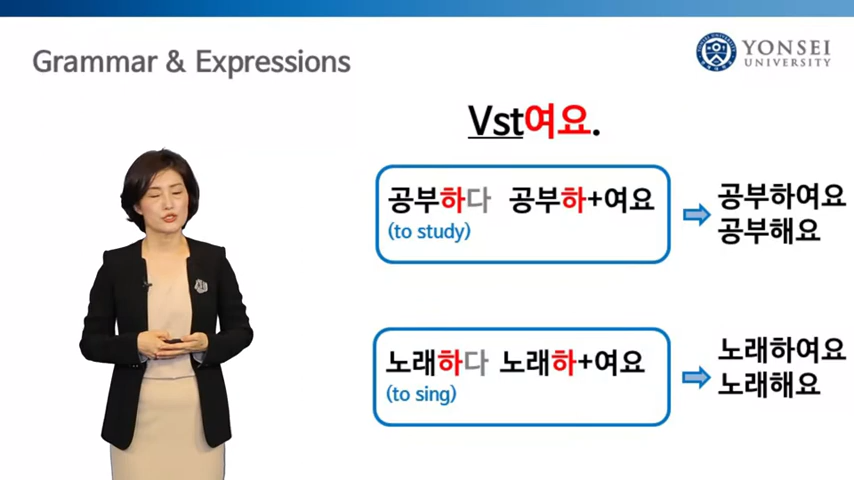 Grammar & Expressions
YONSEI
UNIVERSITY
Vst여요.
공부하다 공부하+여요
(to study)
공부하여요
공부해요
노래하다 노래하+여요
(to sing)
노래하여요
노래해요